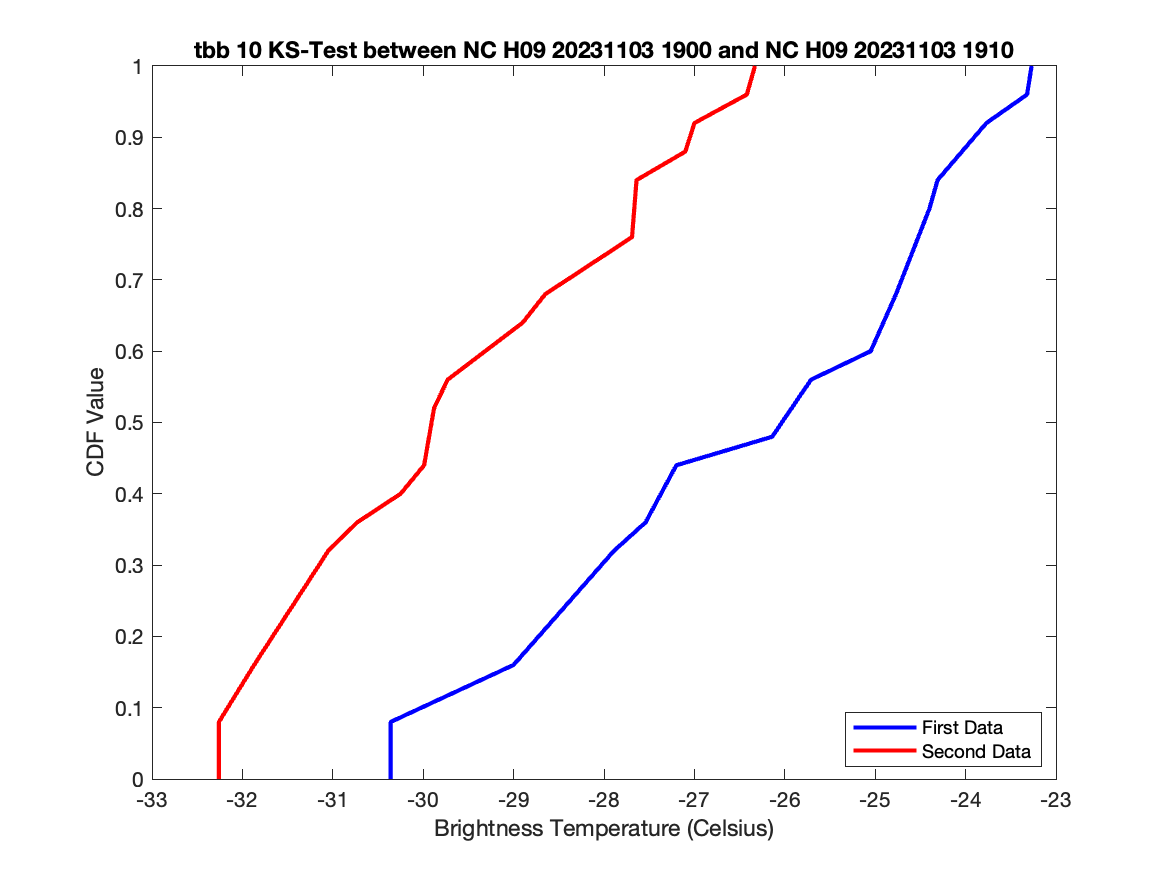 tbb 10 KS-Test between NC H09 20231103 1900 and NC H09 20231103 1910
1
0.9
0.8
0.7
0.6
0.5
0.4
0.3
0.2
0.1
0
CDF Value
First Data
Second Data
-33 -32 -31 -30 -29 -28 -27 -26 -25 -24 -23
Brightness Temperature (Celsius)